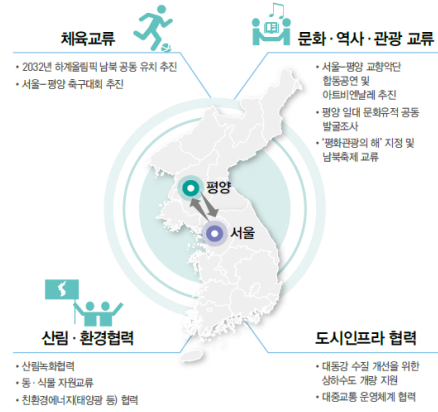 체육교류
• 2032년 하계올림픽 남북 공동 유치 추진
• 서울–평양 축구대회 추진
문화·역사·관광 교류
• 서울–평양 교향악단
합동공연 및
아트비엔날레 추진
• 평양 일대 문화유적 공동
발굴조사
• '평화관광의 해' 지정 및
남북축제 교류
평양
서울
산림·환경협력
• 산림녹화협력
• 동·식물 자원교류
• 친환경에너지(태양광 등) 협력
도시인프라 협력
• 대동강 수질 개선을 위한
상하수도 개량 지원
• 대중교통 운영체계 협력